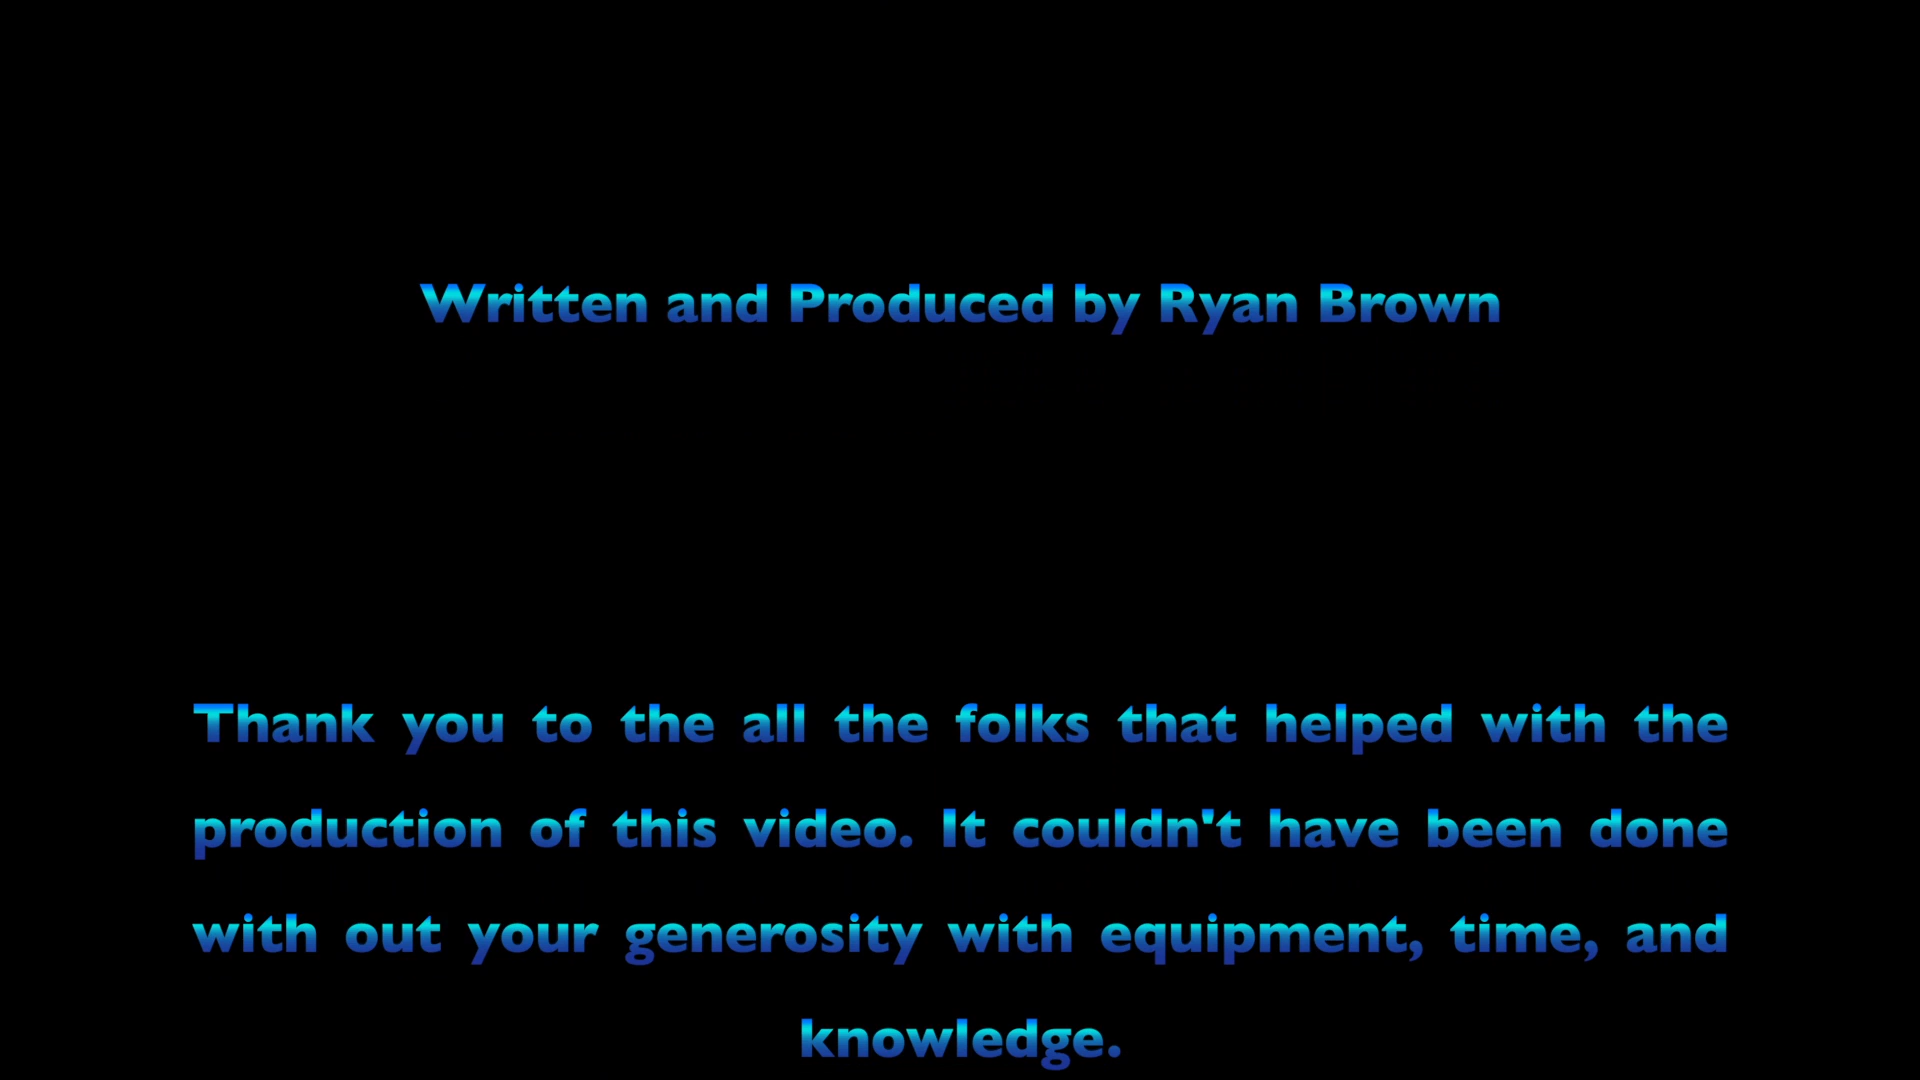 Written and Produced by Ryan Brown
Thank you to the all the folks that helped with the
production of this video. It couldn't have been done
with out your generosity with equipment, time, and
knowledge.